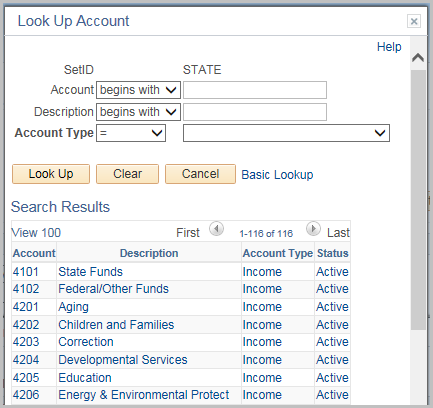 Look Up Account
Help
SetID STATE
Account begins with
Description begins with
Account Type =
Look Up Clear Cancel Basic Lookup
Search Results
View 100 First 1-116 of 116 Last
Account Description Account Type Status
4101 State Funds Income Active
4102 Federal/Other Funds Income Active
4201 Aging Income Active
4202 Children and Families Income Active
4203 Correction Income Active
4204 Developmental Services Income Active
4205 Education Income Active
4206 Energy & Environmental Protect Income Active